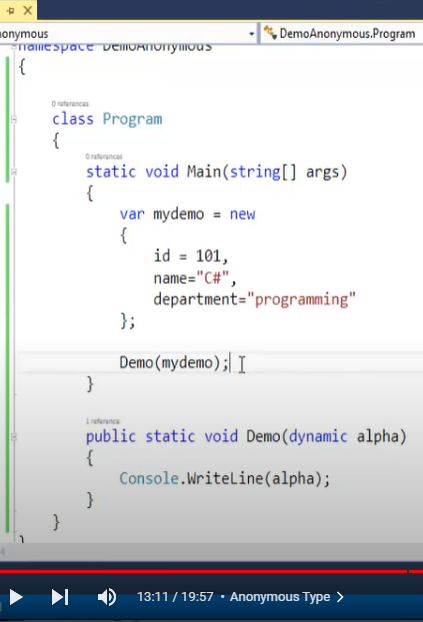 onymous
DemoAnonymous.Program
namespace DemoAnonymous
{
0 references
class Program
{
0 references
static void Main(string[] args)
{
var mydemo = new
{
id = 101,
name="C#",
department="programming"
};
Demo(mydemo);
}
1 reference
public static void Demo(dynamic alpha)
{
Console.WriteLine(alpha);
}
}
}
13:11 / 19:57 • Anonymous Type